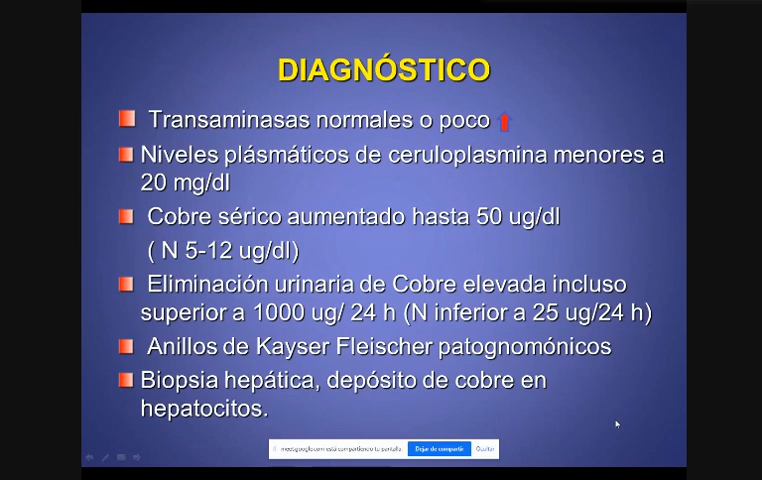 DIAGNÓSTICO
Transaminasas normales o poco
Niveles plásmáticos de ceruloplasmina menores a
20 mg/dl
Cobre sérico aumentado hasta 50 ug/dl
( N 5-12 ug/dl)
Eliminación urinaria de Cobre elevada incluso
superior a 1000 ug/ 24 h (N inferior a 25 ug/24 h)
Anillos de Kayser Fleischer patognomónicos
Biopsia hepática, depósito de cobre en
hepatocitos.
meet.google.com está compartiendo tu pantalla. Dejar de compartir Ocultar